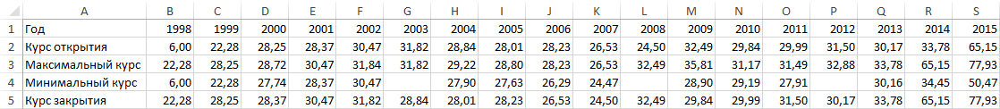 A B C D E F G H I J K L M N O P Q R S
1 Год 1998 1999 2000 2001 2002 2003 2004 2005 2006 2007 2008 2009 2010 2011 2012 2013 2014 2015
2 Курс открытия 6,00 22,28 28,25 28,37 30,47 31,82 28,84 28,01 28,23 26,53 24,50 32,49 29,84 29,99 31,50 30,17 33,78 65,15
3 Максимальный курс 22,28 28,25 28,72 30,47 31,84 31,82 29,22 28,80 28,23 26,53 32,49 35,81 31,17 31,49 32,88 33,78 65,15 77,93
4 Минимальный курс 6,00 22,28 27,74 28,37 30,47 27,90 27,63 26,29 24,47 28,90 29,19 27,91 30,16 34,45 50,47
5 Курс закрытия 22,28 28,25 28,37 30,47 31,82 28,84 28,01 28,23 26,53 24,50 32,49 29,84 29,99 31,50 30,17 33,78 65,15 77,93